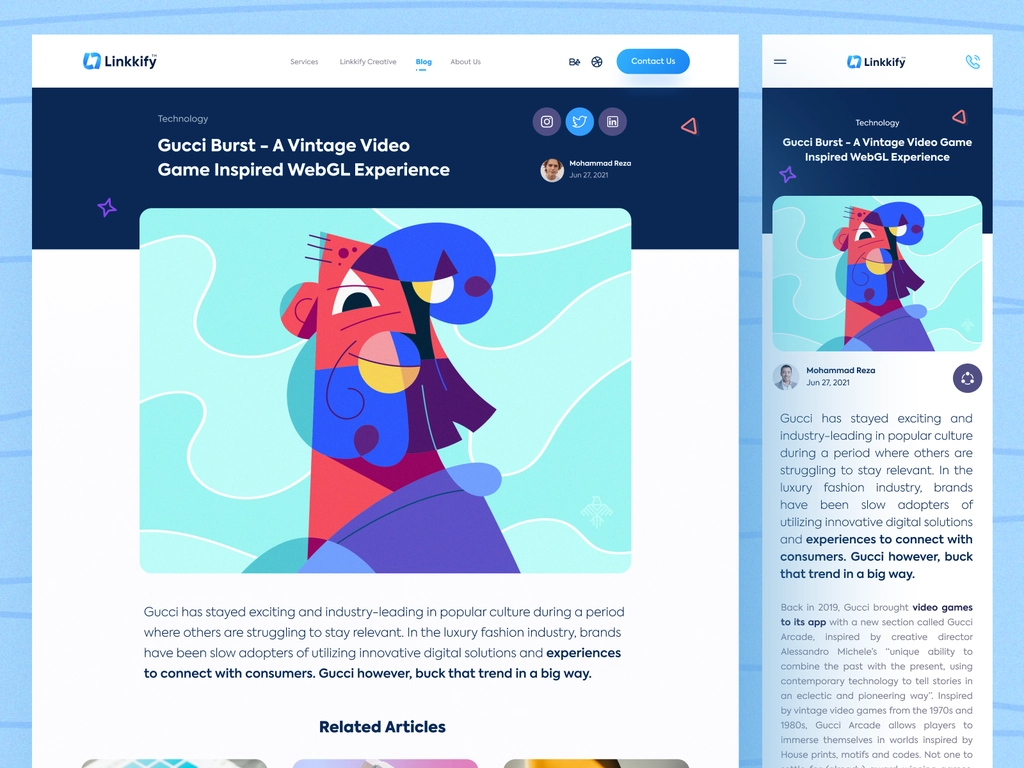 Linkkify™
Services
Linkkify Creative
Blog
About Us
Bē
Contact Us
Technology
Gucci Burst - A Vintage Video
Game Inspired WebGL Experience
Mohammad Reza
Jun 27, 2021
Gucci has stayed exciting and industry-leading in popular culture during a period
where others are struggling to stay relevant. In the luxury fashion industry, brands
have been slow adopters of utilizing innovative digital solutions and experiences
to connect with consumers. Gucci however, buck that trend in a big way.
Related Articles
Linkkify
Technology
Gucci Burst - A Vintage Video Game
Inspired WebGL Experience
Mohammad Reza
Jun 27, 2021
Gucci has stayed exciting and
industry-leading in popular culture
during a period where others are
struggling to stay relevant. In the
luxury fashion industry, brands
have been slow adopters of
utilizing innovative digital solutions
and experiences to connect with
consumers. Gucci however, buck
that trend in a big way.
Back in 2019, Gucci brought video games
to its app with a new section called Gucci
Arcade, inspired by creative director
Alessandro Michele's "unique ability to
combine the past with the present, using
contemporary technology to tell stories in
an eclectic and pioneering way". Inspired
by vintage video games from the 1970s and
1980s, Gucci Arcade allows players to
immerse themselves in worlds inspired by
House prints, motifs and codes. Not one to